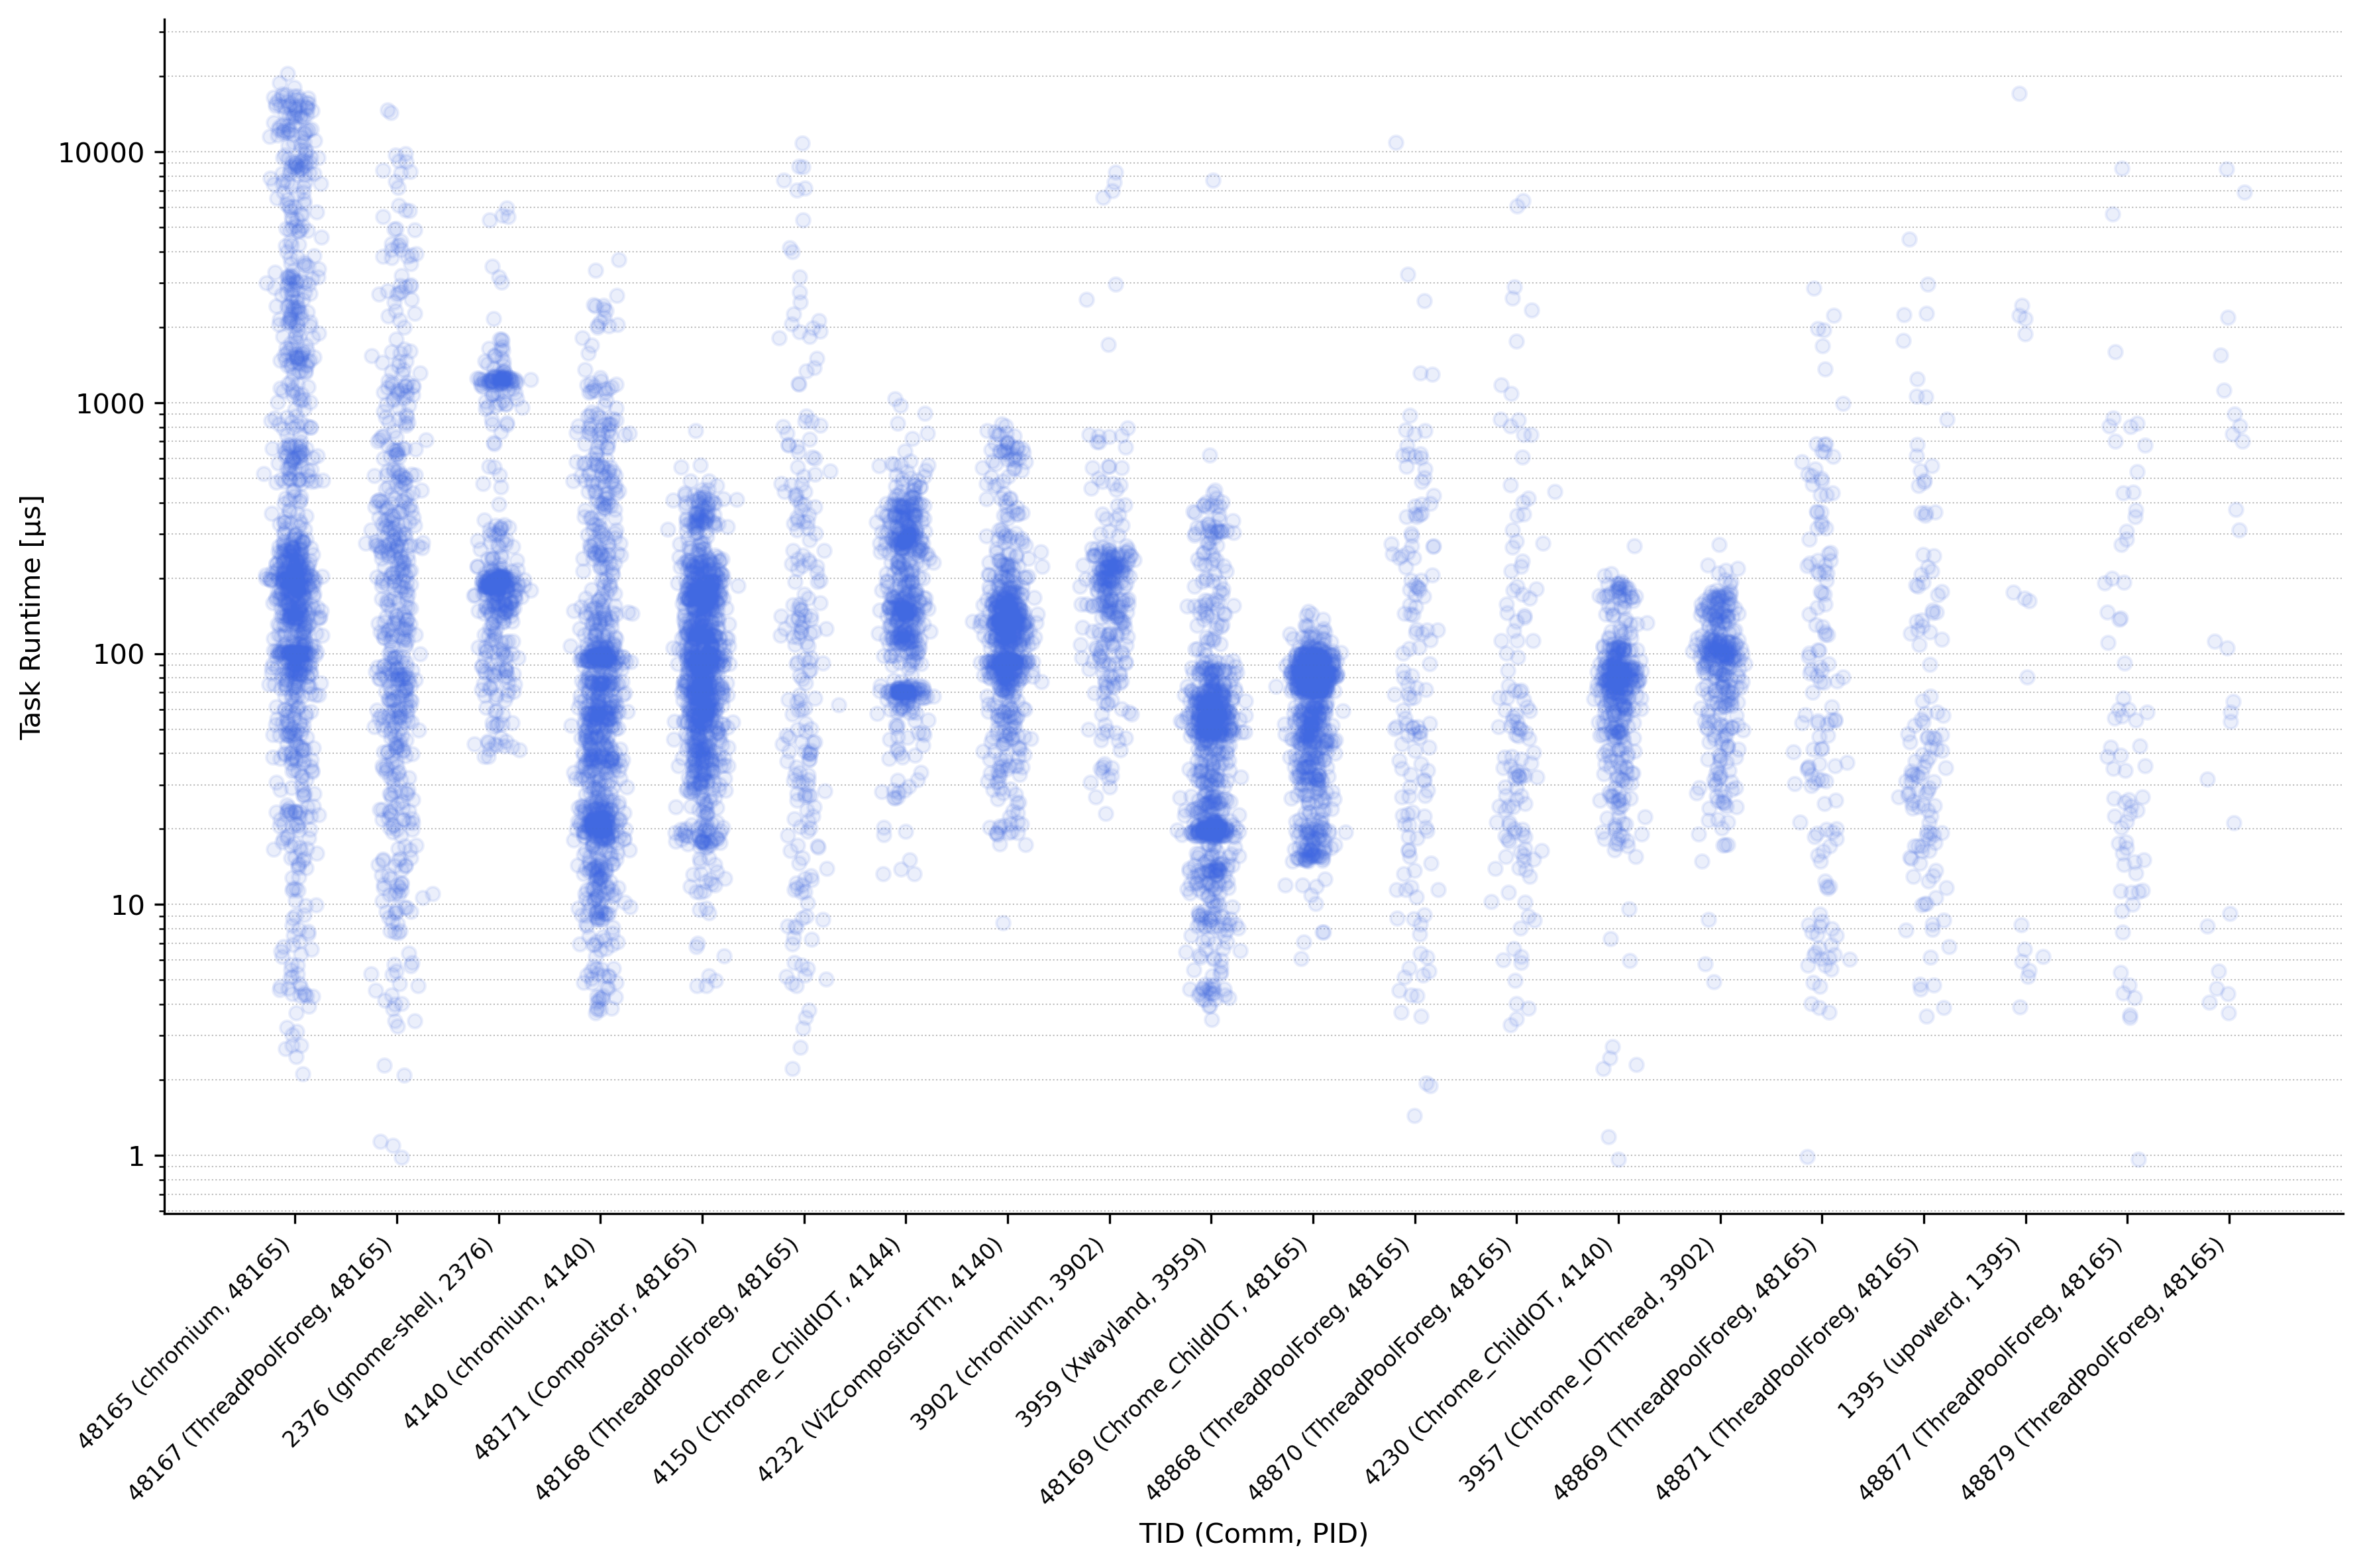 Task Runtime [µs]
10000
1000
100
10
1
48165 (chromium, 48165)
48167 (ThreadPoolForeg, 48165)
2376 (gnome-shell, 2376)
4140 (chromium, 4140)
48171 (Compositor, 48165)
48168 (ThreadPoolForeg, 48165)
4150 (Chrome_ChildIOT, 4144)
4232 (VizCompositorTh, 4140)
3902 (chromium, 3902)
3959 (Xwayland, 3959)
48169 (Chrome_ChildIOT, 48165)
48868 (ThreadPoolForeg, 48165)
48870 (ThreadPoolForeg, 48165)
4230 (Chrome_ChildIOT, 4140)
3957 (Chrome_IOThread, 3902)
48869 (ThreadPoolForeg, 48165)
48871 (ThreadPoolForeg, 48165)
1395 (upowerd, 1395)
48877 (ThreadPoolForeg, 48165)
48879 (ThreadPoolForeg, 48165)
TID (Comm, PID)